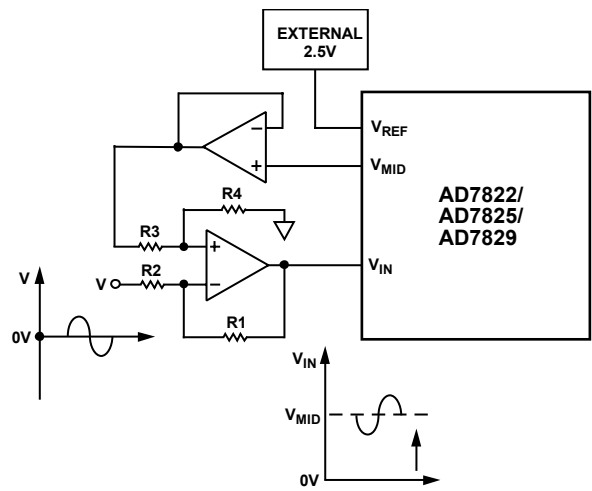 EXTERNAL
2.5V
VREF
VMID
AD7822/
AD7825/
AD7829
R4
R3
+
−
+
−
V
R2
VIN
R1
V
0V
VIN
VMID
0V